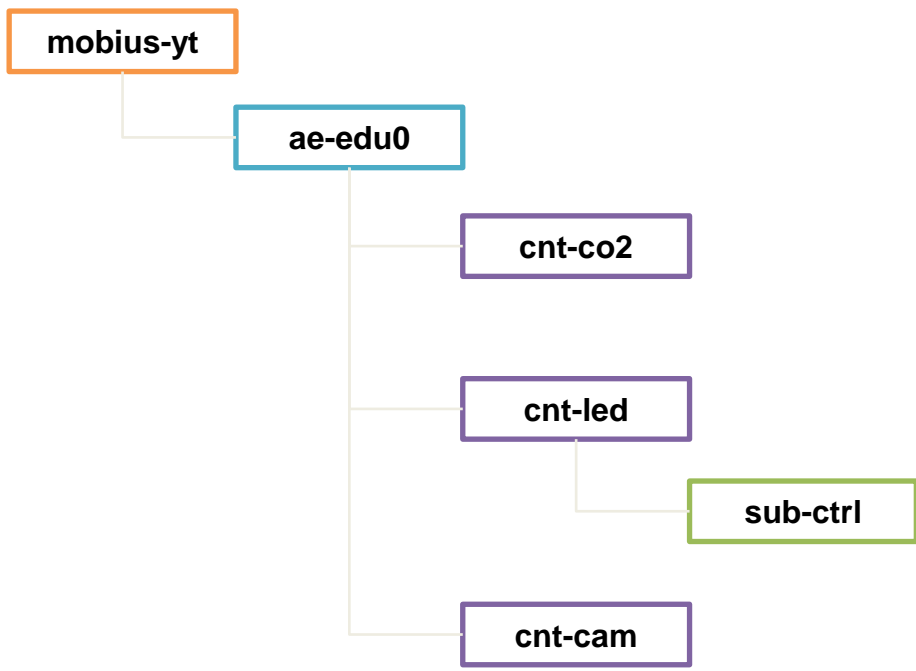 mobius-yt
ae-edu0
cnt-co2
cnt-led
sub-ctrl
cnt-cam